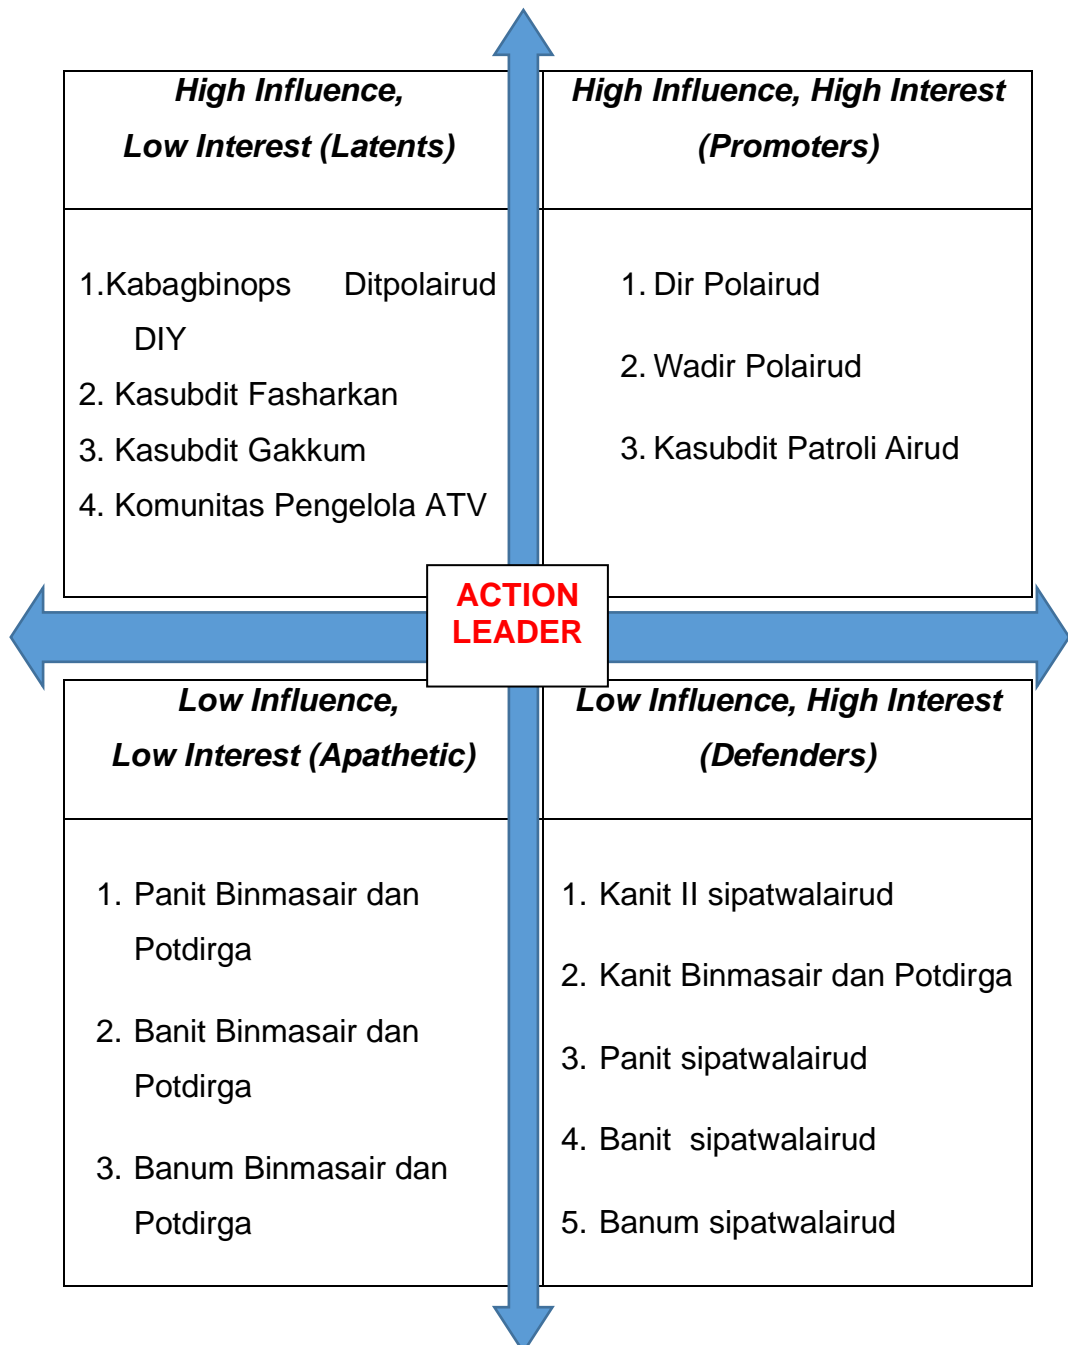 High Influence,
Low Interest (Latents)
High Influence, High Interest
(Promoters)
1.Kabagbinops Ditpolairud
DIY
2. Kasubdit Fasharkan
3. Kasubdit Gakkum
4. Komunitas Pengelola ATV
1. Dir Polairud
2. Wadir Polairud
3. Kasubdit Patroli Airud
ACTION
LEADER
Low Influence,
Low Interest (Apathetic)
Low Influence, High Interest
(Defenders)
1. Panit Binmasair dan
Potdirga
2. Banit Binmasair dan
Potdirga
3. Banum Binmasair dan
Potdirga
1. Kanit II sipatwalairud
2. Kanit Binmasair dan Potdirga
3. Panit sipatwalairud
4. Banit sipatwalairud
5. Banum sipatwalairud